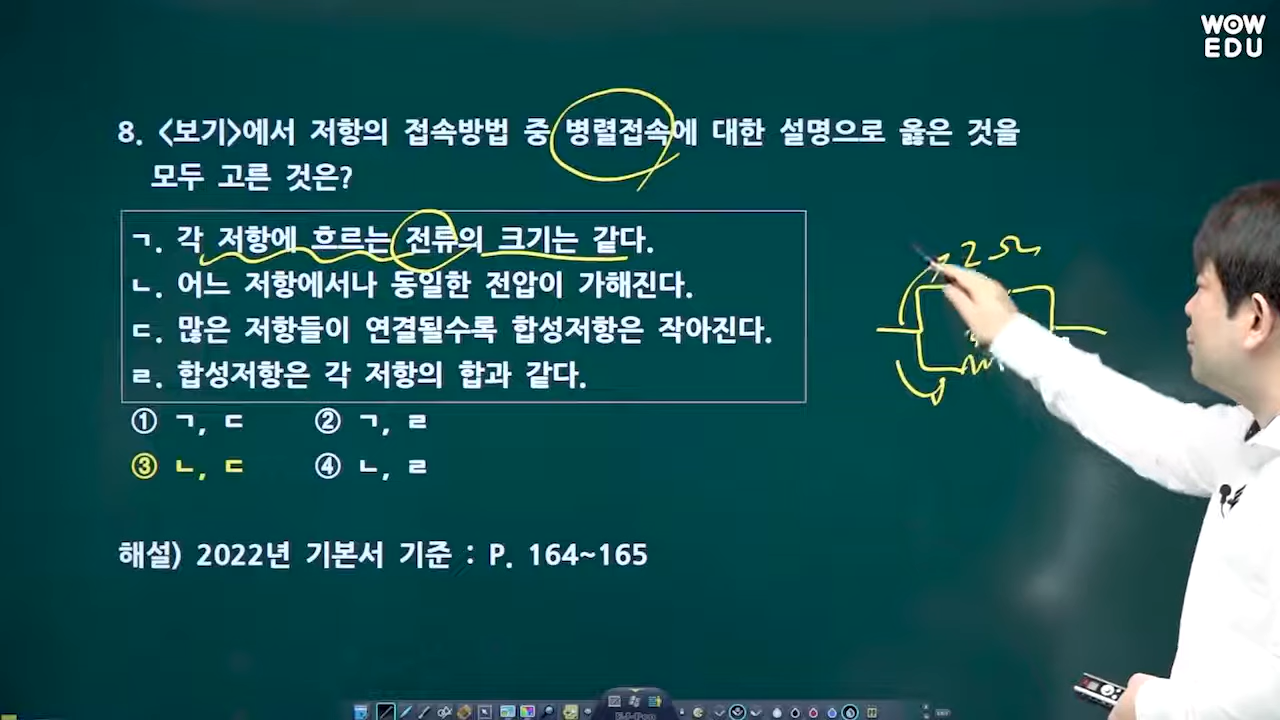 WOW
EDU
8. <보기>에서 저항의 접속방법 중 병렬접속에 대한 설명으로 옳은 것을
모두 고른 것은?
ㄱ. 각 저항에 흐르는 전류의 크기는 같다.
ㄴ. 어느 저항에서나 동일한 전압이 가해진다.
ㄷ. 많은 저항들이 연결될수록 합성저항은 작아진다.
ㄹ. 합성저항은 각 저항의 합과 같다.
① ㄱ, ㄷ ② ㄱ, ㄹ
③ ㄴ, ㄷ ④ ㄴ, ㄹ
2Ω
해설) 2022년 기본서 기준 : P. 164~165